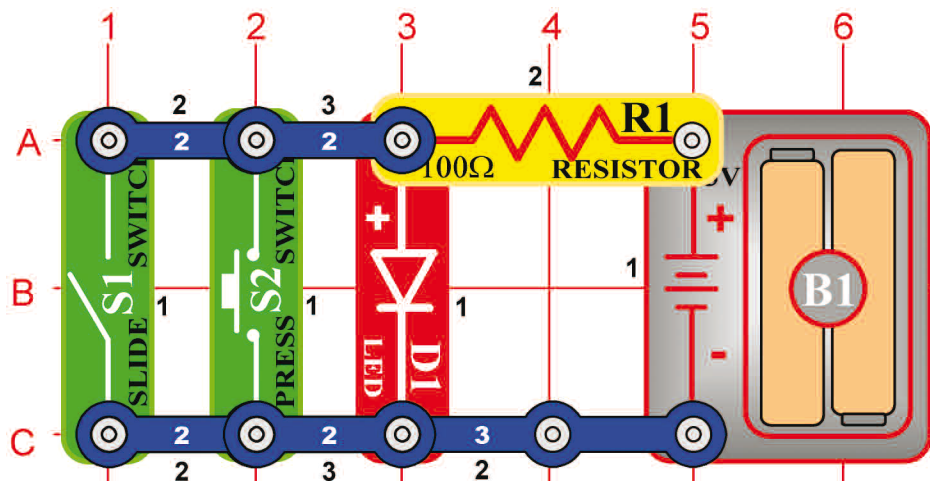 1 2 3 4 5 6
2 3 2
A 2 2 R1
100Ω RESISTOR
3V
+ +
SLIDE SWITCH
S1
PRESS SWITCH
S2
B 1 1 1 1 B1
LED
D1
-
C 2 2 3
2 3 2